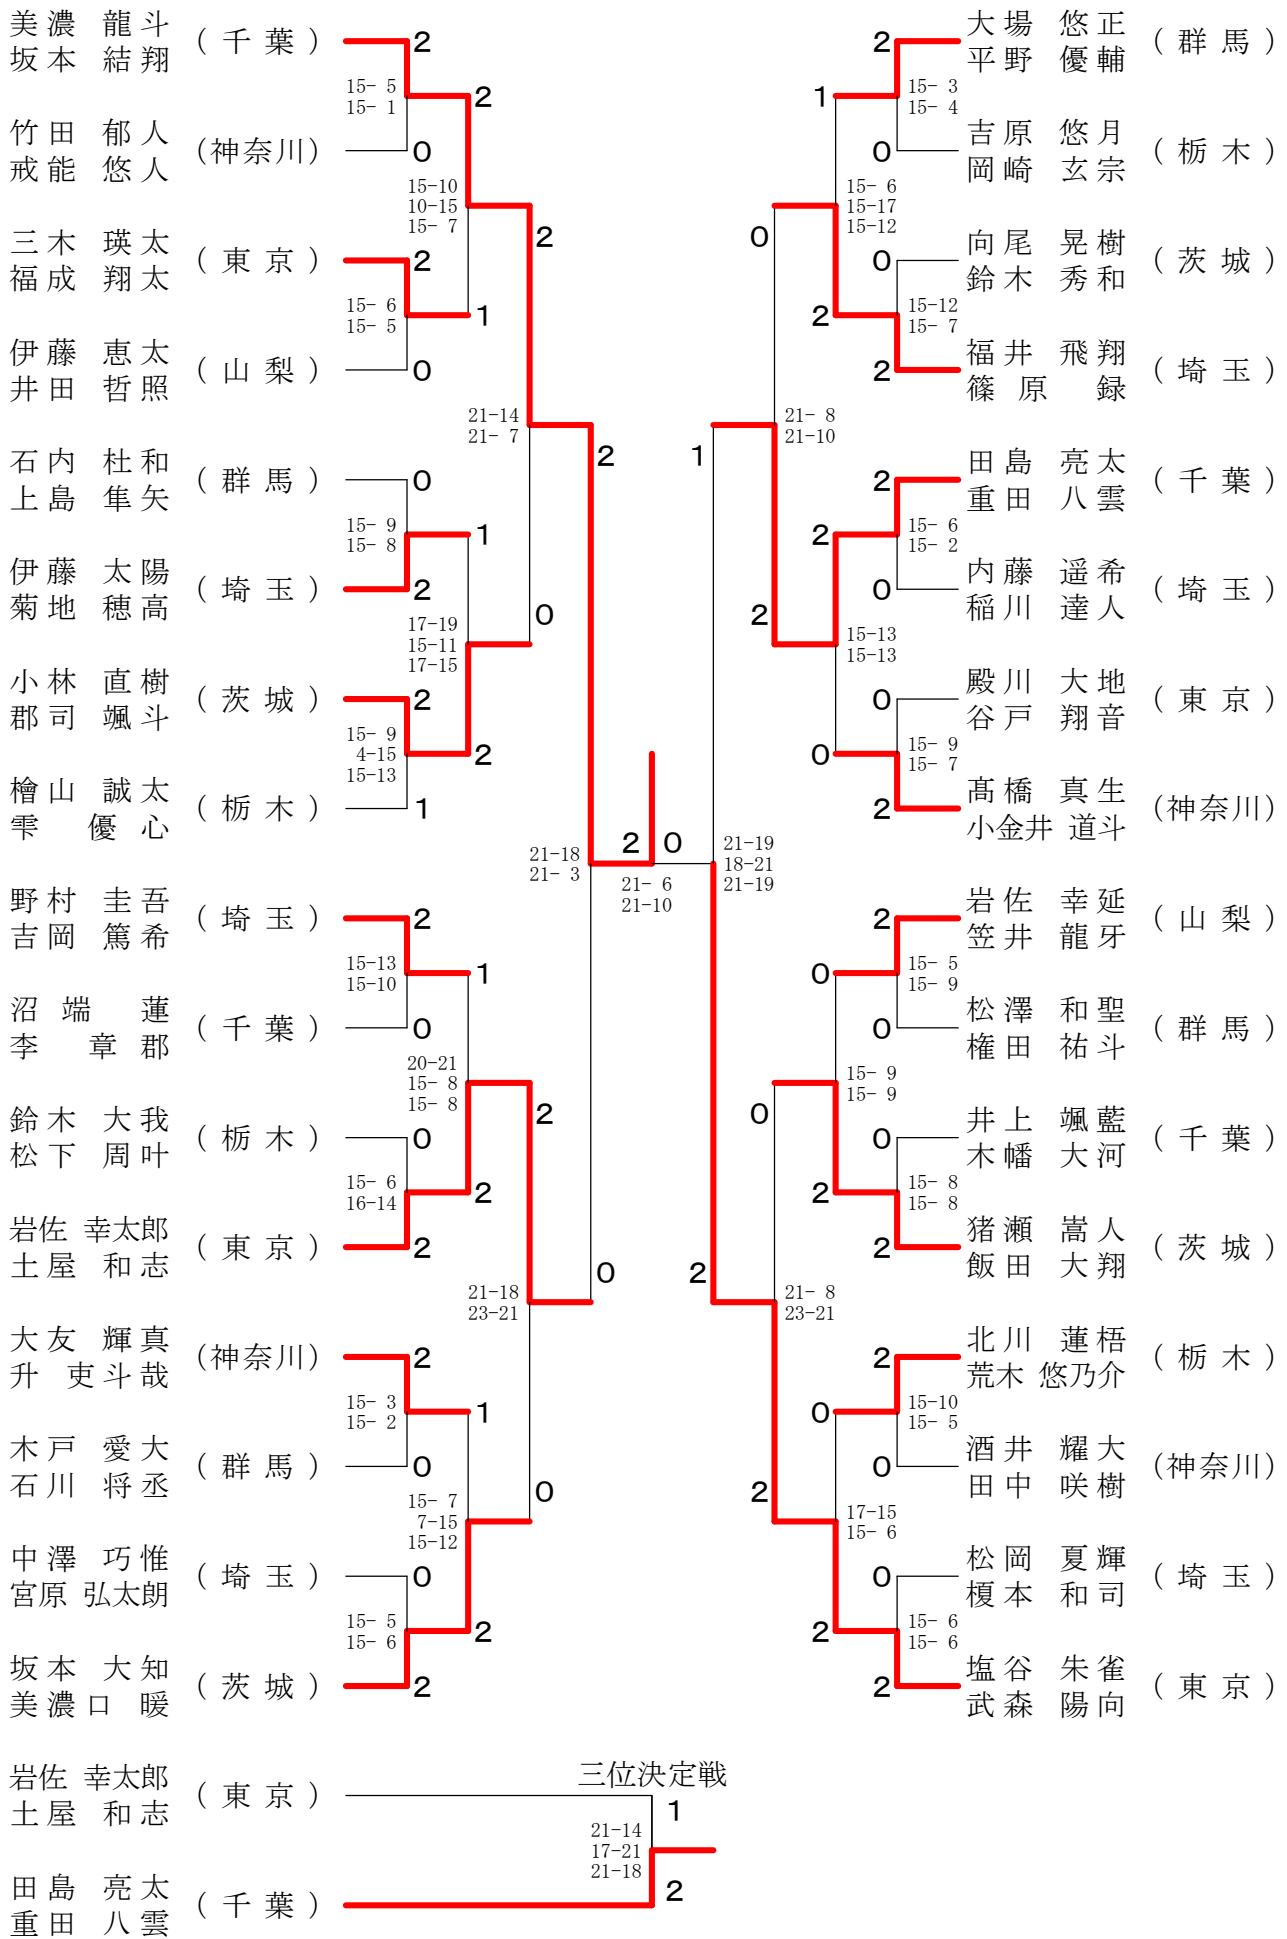 美濃 龍斗
坂本 結翔
(千葉)
2
15- 5
15- 1
2
竹田 郁人
戒能 悠人
(神奈川)
0
15-10
10-15
15- 7
2
三木 瑛太
福成 翔太
(東京)
2
15- 6
15- 5
1
伊藤 恵太
井田 哲照
(山梨)
0
21-14
21- 7
2
石内 杜和
上島 隼矢
(群馬)
0
15- 9
15- 8
1
伊藤 太陽
菊地 穂高
(埼玉)
2
17-19
15-11
17-15
0
小林 直樹
郡司 颯斗
(茨城)
2
15- 9
4-15
15-13
2
檜山 誠太
雫 優心
(栃木)
1
21-18
21- 3
2 0
21- 6
21-10
野村 圭吾
吉岡 篤希
(埼玉)
2
15-13
15-10
1
沼端 蓮
李 章郡
(千葉)
0
20-21
15- 8
15- 8
2
鈴木 大我
松下 周叶
(栃木)
0
15- 6
16-14
2
岩佐 幸太郎
土屋 和志
(東京)
2
21-18
23-21
0
大友 輝真
升 吏斗哉
(神奈川)
2
15- 3
15- 2
1
木戸 愛大
石川 将丞
(群馬)
0
15- 7
7-15
15-12
0
中澤 巧惟
宮原 弘太朗
(埼玉)
0
15- 5
15- 6
2
坂本 大知
美濃口 暖
(茨城)
2
大場 悠正
平野 優輔
(群馬)
2
15- 3
15- 4
1
吉原 悠月
岡崎 玄宗
(栃木)
0
15- 6
15-17
15-12
0
向尾 晃樹
鈴木 秀和
(茨城)
0
15-12
15- 7
2
福井 飛翔
篠原 録
(埼玉)
2
21- 8
21-10
1
田島 亮太
重田 八雲
(千葉)
2
15- 6
15- 2
2
内藤 遥希
稲川 達人
(埼玉)
0
15-13
15-13
2
殿川 大地
谷戸 翔音
(東京)
0
15- 9
15- 7
0
髙橋 真生
小金井 道斗
(神奈川)
2
21-19
18-21
21-19
岩佐 幸延
笠井 龍牙
(山梨)
2
15- 5
15- 9
0
松澤 和聖
権田 祐斗
(群馬)
0
15- 9
15- 9
0
井上 颯藍
木幡 大河
(千葉)
0
15- 8
15- 8
2
猪瀬 嵩人
飯田 大翔
(茨城)
2
21- 8
23-21
2
北川 蓮梧
荒木 悠乃介
(栃木)
2
15-10
15- 5
0
酒井 耀大
田中 咲樹
(神奈川)
0
17-15
15- 6
2
松岡 夏輝
榎本 和司
(埼玉)
0
15- 6
15- 6
2
塩谷 朱雀
武森 陽向
(東京)
2
三位決定戦
岩佐 幸太郎
土屋 和志
(東京)
1
21-14
17-21
21-18
田島 亮太
重田 八雲
(千葉)
2